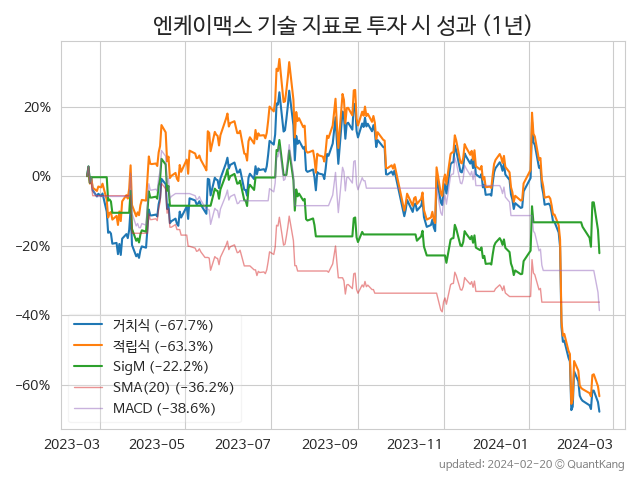 엔케이맥스 기술 지표로 투자 시 성과 (1년)
20%
0%
−20%
−40%
−60%
거치식 (−67.7%)
적립식 (−63.3%)
SigM (−22.2%)
SMA(20) (−36.2%)
MACD (−38.6%)
2023-03 2023-05 2023-07 2023-09 2023-11 2024-01 2024-03
updated: 2024-02-20 © QuantKang